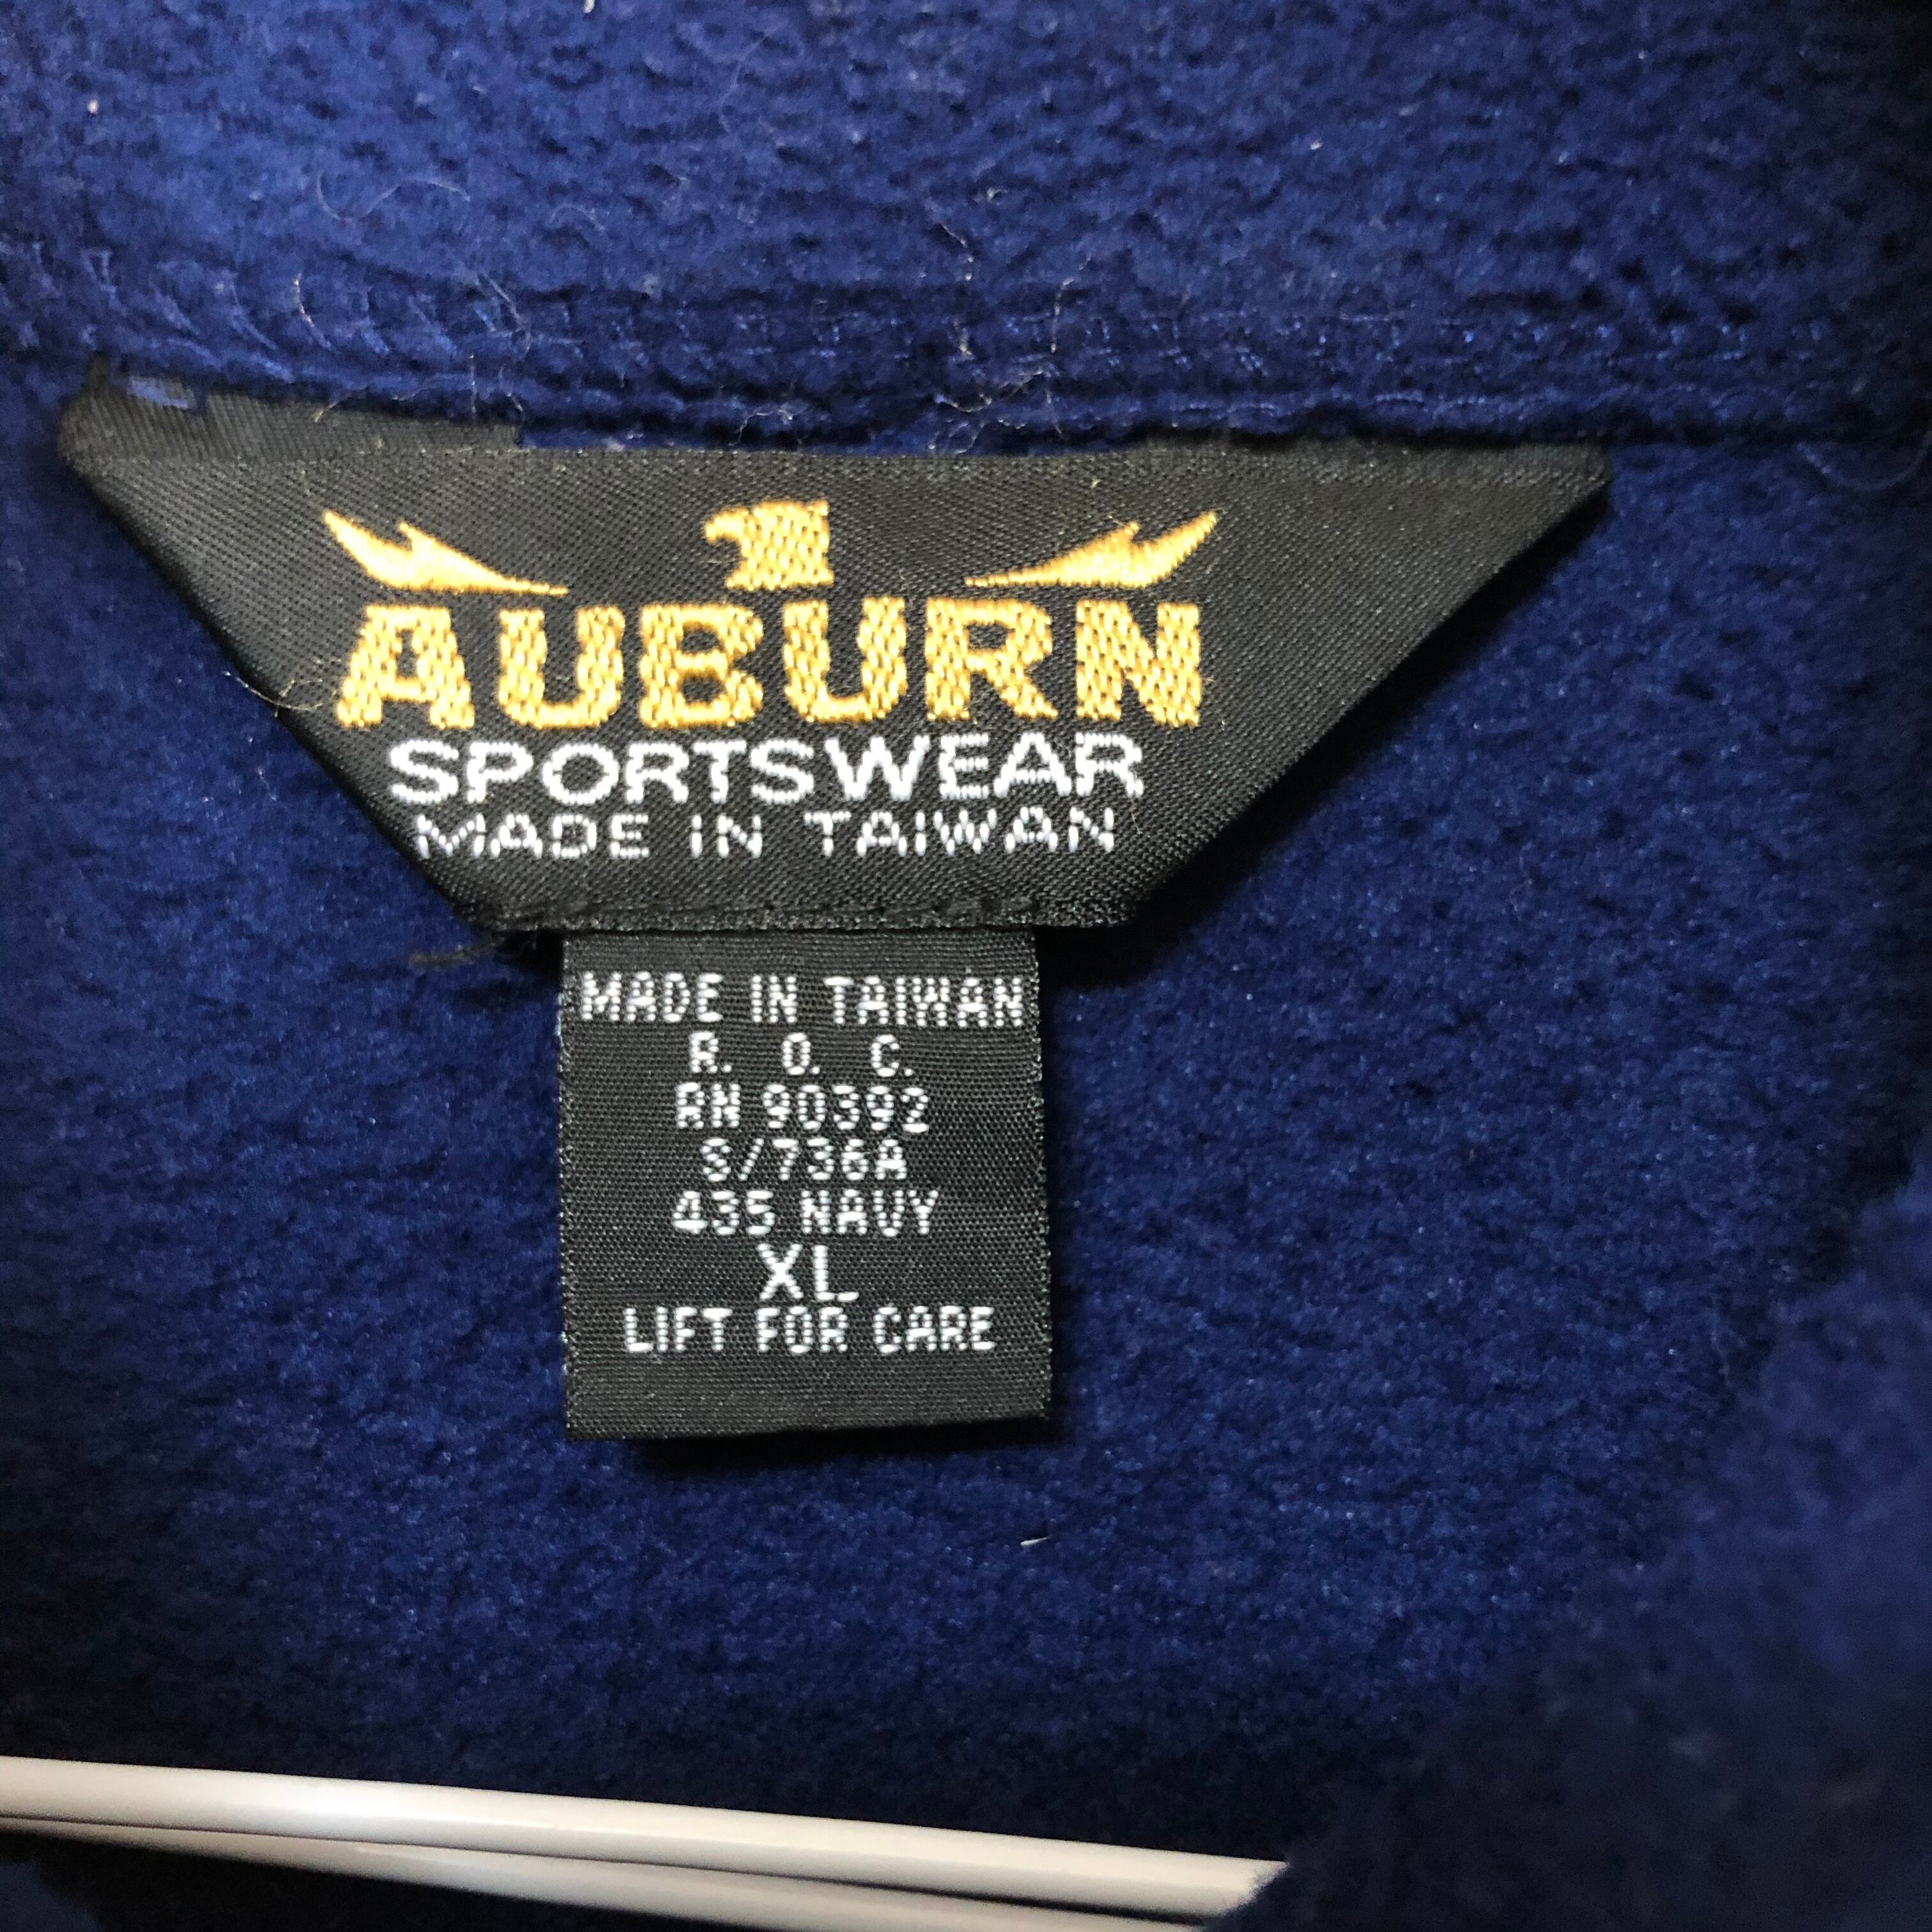 AUBURN
SPORTSWEAR
MADE IN TAIWAN
MADE IN TAIWAN
R. O. C.
RN 90392
S/736A
435 NAVY
XL
LIFT FOR CARE